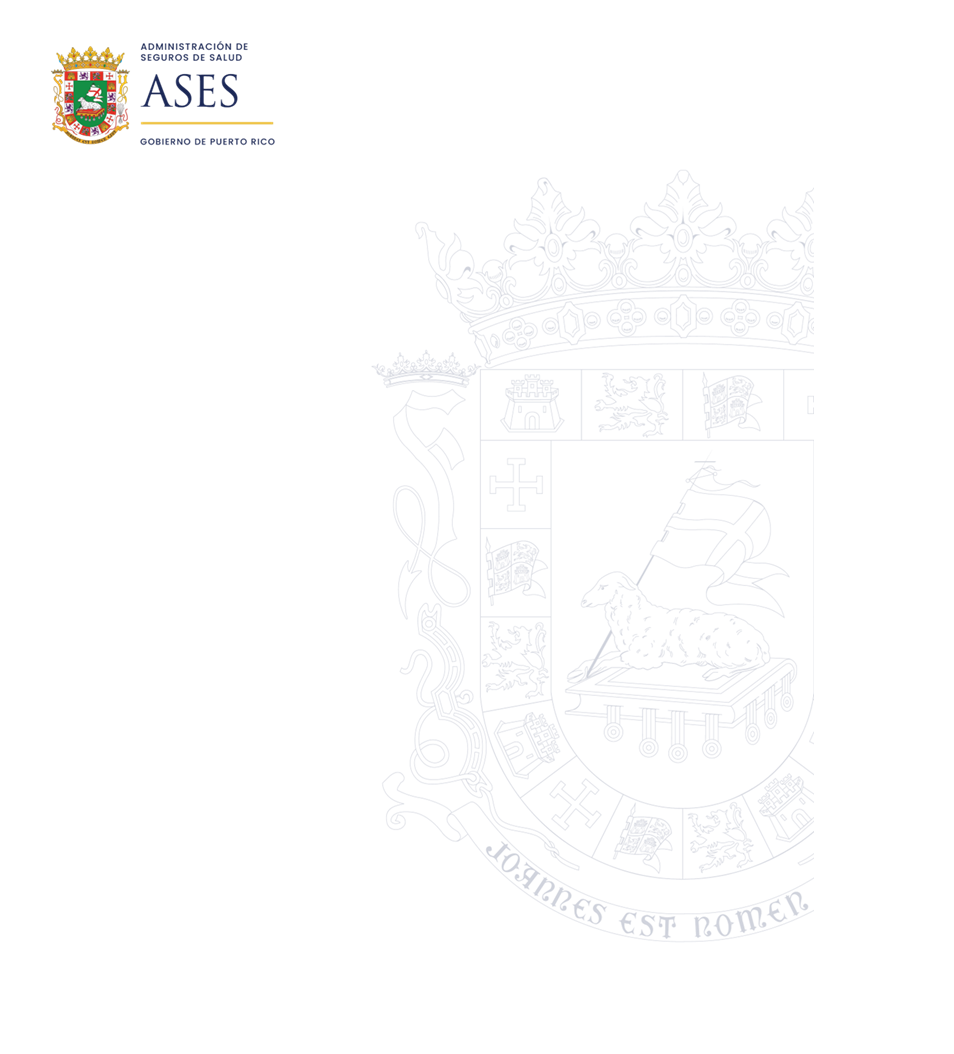 ADMINISTRACIÓN DE
SEGUROS DE SALUD
ASES
GOBIERNO DE PUERTO RICO
JOANNES EST NOMEN